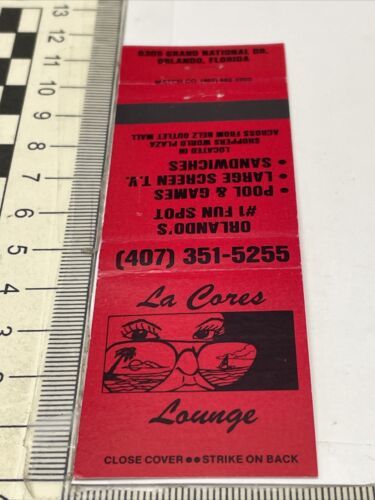 5305 GRAND NATIONAL DR.
ORLANDO, FLORIDA
ACROSS FROM BELZ OUTLET MALL
SHOPPERS WORLD PLAZA
LOCATED IN
• SANDWICHES
• LARGE SCREEN T.V.
• POOL & GAMES
#1 FUN SPOT
ORLANDO'S
(407) 351-5255
La Cores
Lounge
CLOSE COVER ●● STRIKE ON BACK
13
12
11
10
9
8
7
6
5
4
3
2